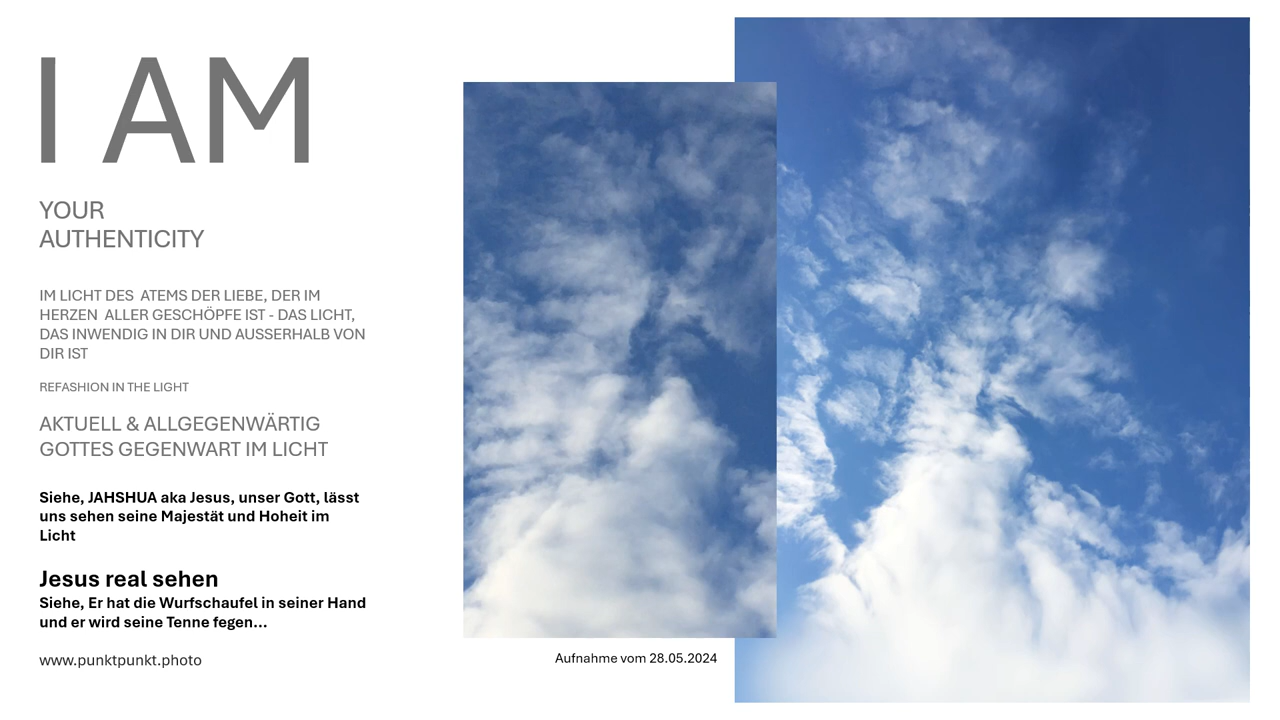 I AM
YOUR
AUTHENTICITY
IM LICHT DES  ATEMS DER LIEBE, DER IM
HERZEN  ALLER GESCHÖPFE IST - DAS LICHT,
DAS INWENDIG IN DIR UND AUSSERHALB VON
DIR IST
REFASHION IN THE LIGHT
AKTUELL & ALLGEGENWÄRTIG
GOTTES GEGENWART IM LICHT
Siehe, JAHSHUA aka Jesus, unser Gott, lässt
uns sehen seine Majestät und Hoheit im
Licht
Jesus real sehen
Siehe, Er hat die Wurfschaufel in seiner Hand
und er wird seine Tenne fegen…
www.punktpunkt.photo
Aufnahme vom 28.05.2024